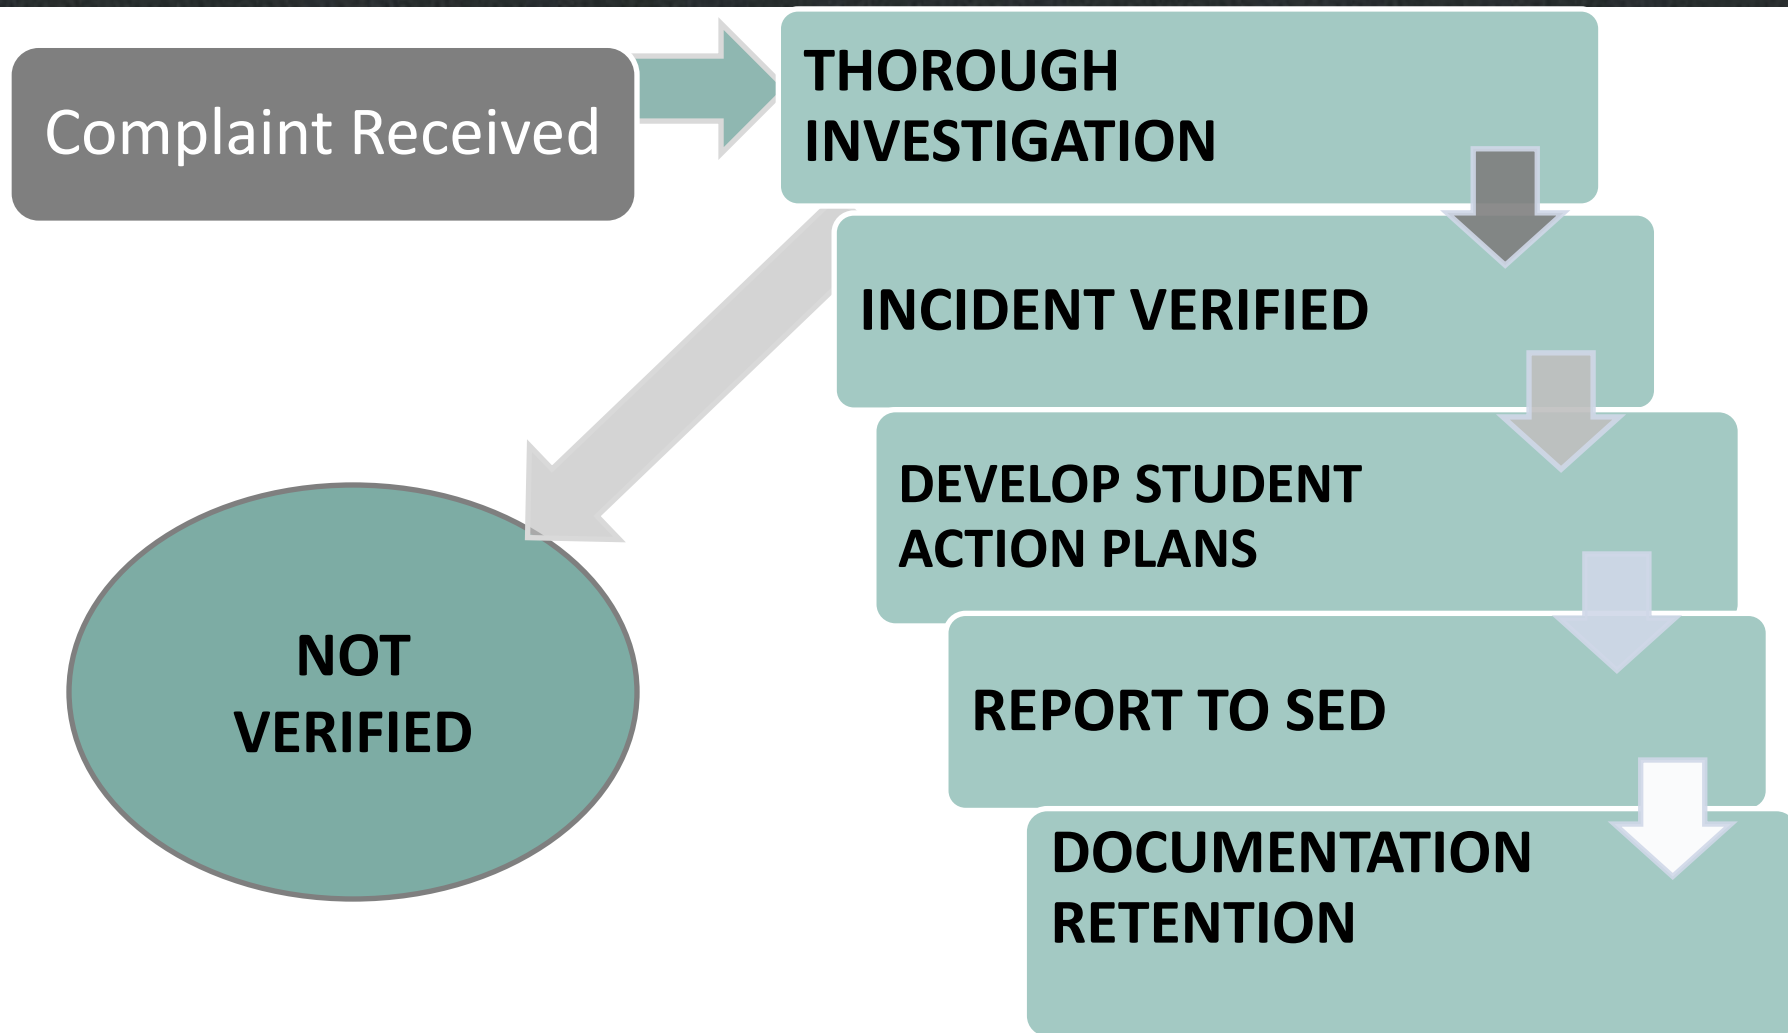 Complaint Received
THOROUGH
INVESTIGATION
INCIDENT VERIFIED
DEVELOP STUDENT
ACTION PLANS
NOT
VERIFIED
REPORT TO SED
DOCUMENTATION
RETENTION